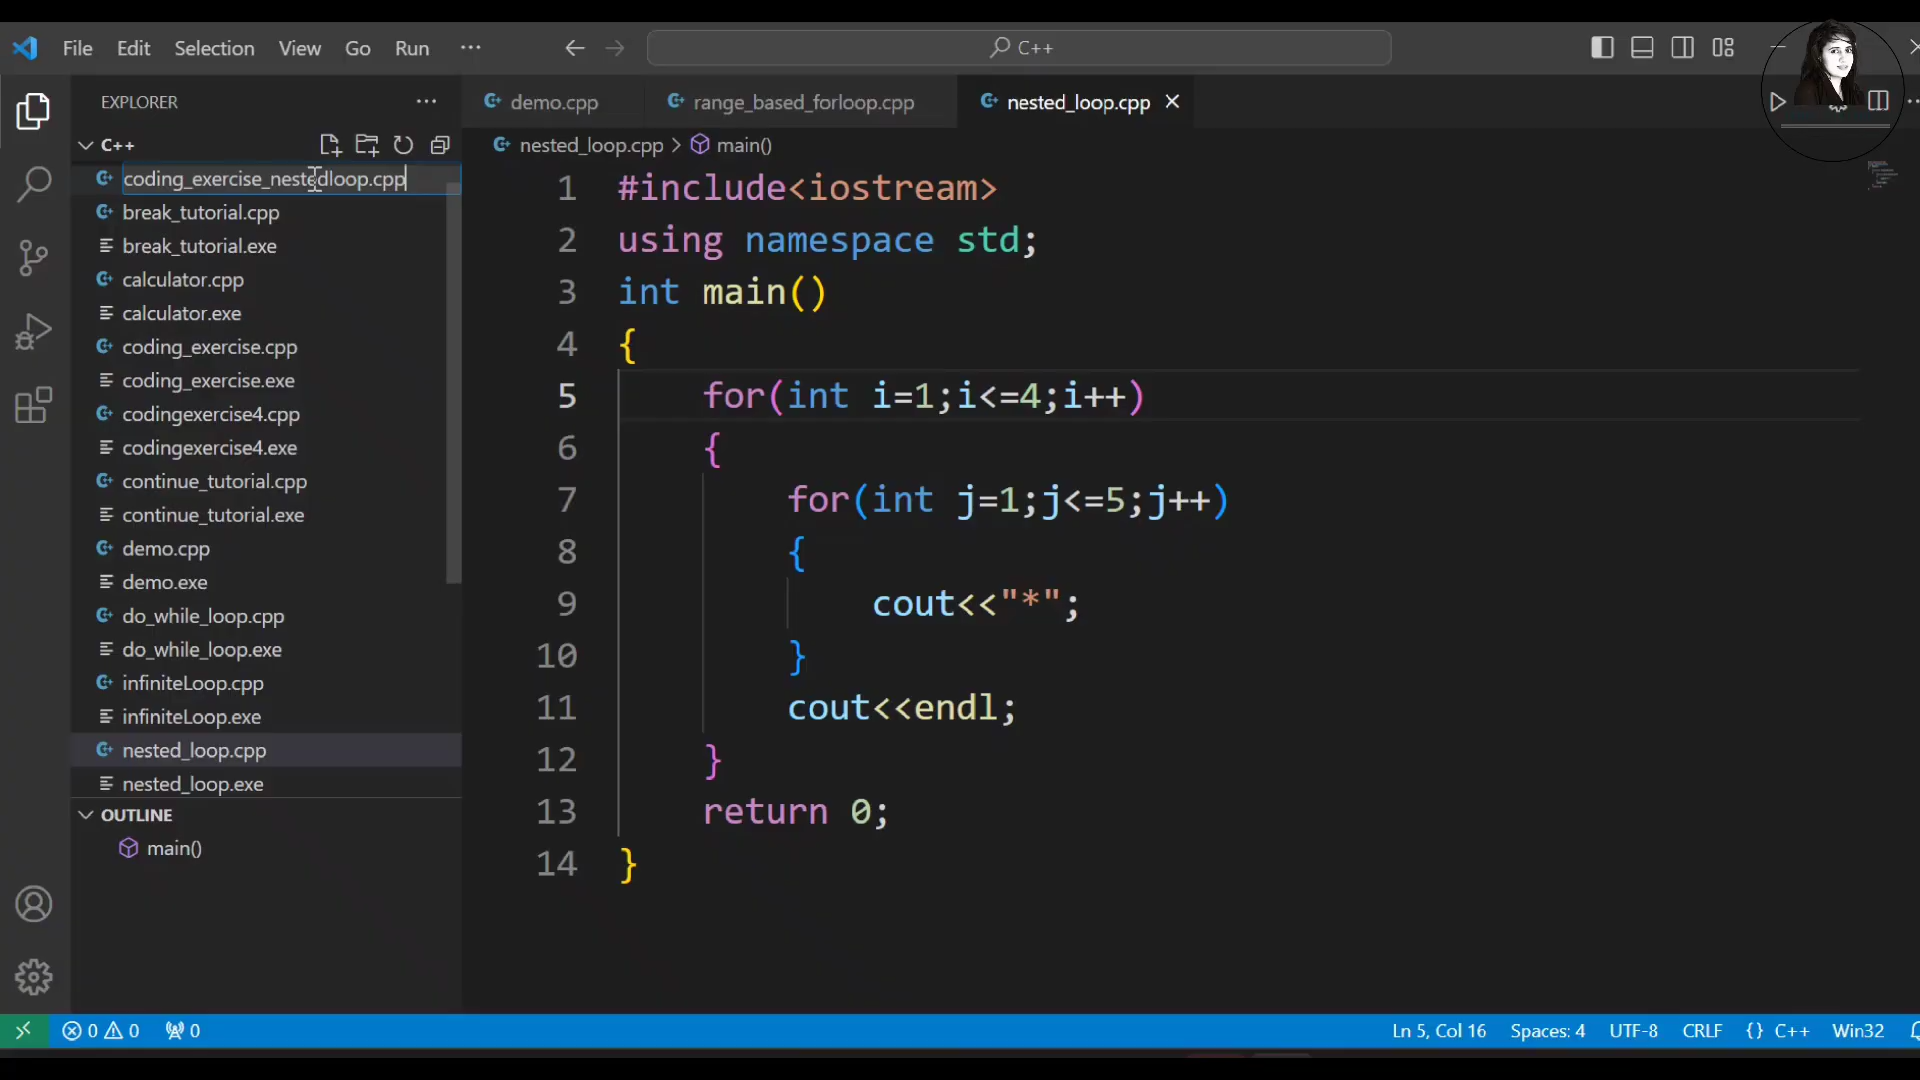 File Edit Selection View Go Run ···
C++
EXPLORER
C++
coding_exercise_nestedloop.cpp
break_tutorial.cpp
break_tutorial.exe
calculator.cpp
calculator.exe
coding_exercise.cpp
coding_exercise.exe
codingexercise4.cpp
codingexercise4.exe
continue_tutorial.cpp
continue_tutorial.exe
demo.cpp
demo.exe
do_while_loop.cpp
do_while_loop.exe
infiniteLoop.cpp
infiniteLoop.exe
nested_loop.cpp
nested_loop.exe
OUTLINE
main()
demo.cpp range_based_forloop.cpp nested_loop.cpp
nested_loop.cpp > main()
1 #include<iostream>
2 using namespace std;
3 int main()
4 {
5 for(int i=1;i<=4;i++)
6 {
7 for(int j=1;j<=5;j++)
8 {
9 cout<<"*";
10 }
11 cout<<endl;
12 }
13 return 0;
14 }
0 0 0 Ln 5, Col 16 Spaces: 4 UTF-8 CRLF {} C++ Win32